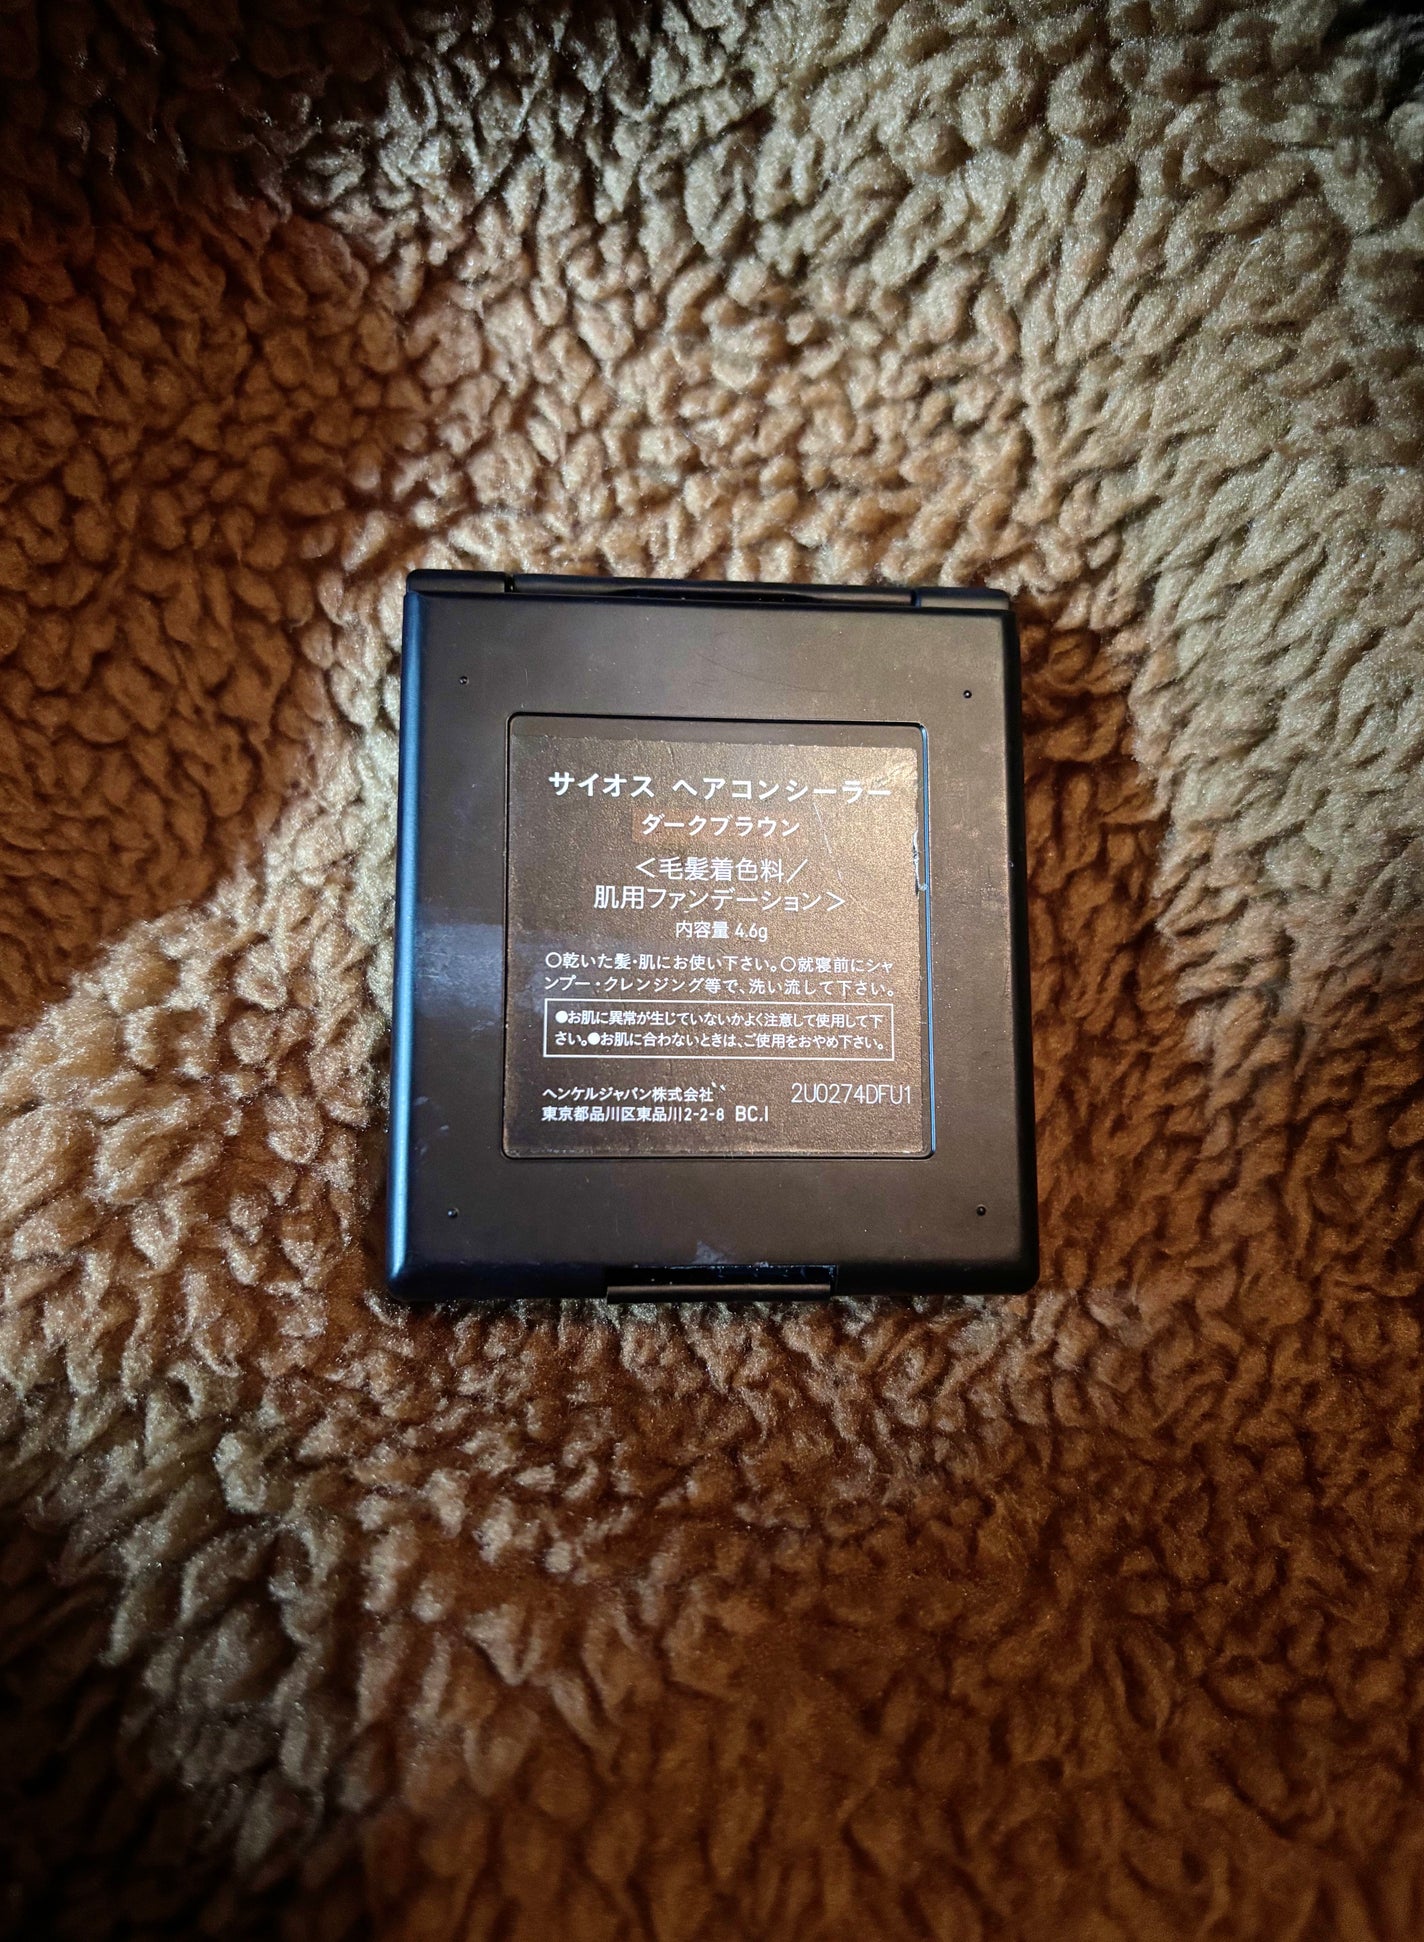 サイオス ヘアコンシーラー
ダークブラウン
＜毛髪着色料／
肌用ファンデーション＞
内容量 4.6g
○乾いた髪・肌にお使い下さい。○就寝前にシャ
ンプー・クレンジング等で、洗い流して下さい。
●お肌に異常が生じていないかよく注意して使用して下
さい。●お肌に合わないときは、ご使用をおやめ下さい。
ヘンケルジャパン株式会社 2U0274DFU1
東京都品川区東品川2-2-8 BC.I